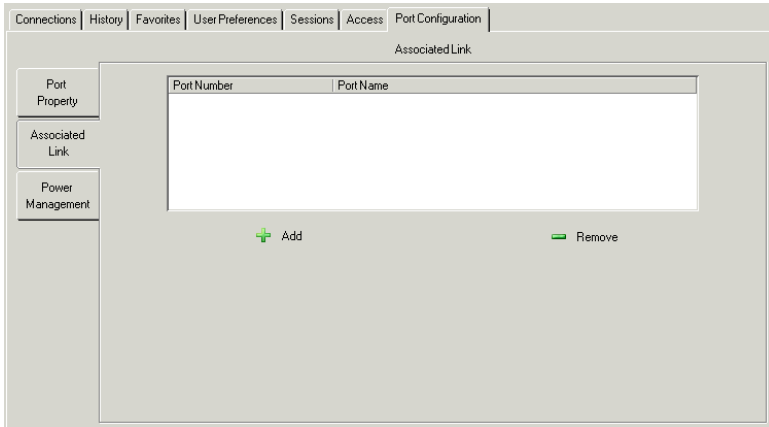 Connections History Favorites User Preferences Sessions Access Port Configuration
Associated Link
Port
Property
Port Number Port Name
Associated
Link
Power
Management
Add Remove